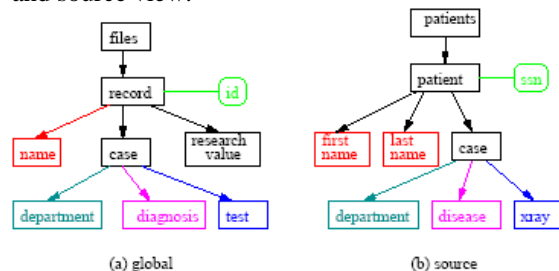 and source view.
files
patients
record
id
patient
ssn
name
case
research
value
first
name
last
name
case
department
diagnosis
test
department
disease
xray
(a) global
(b) source